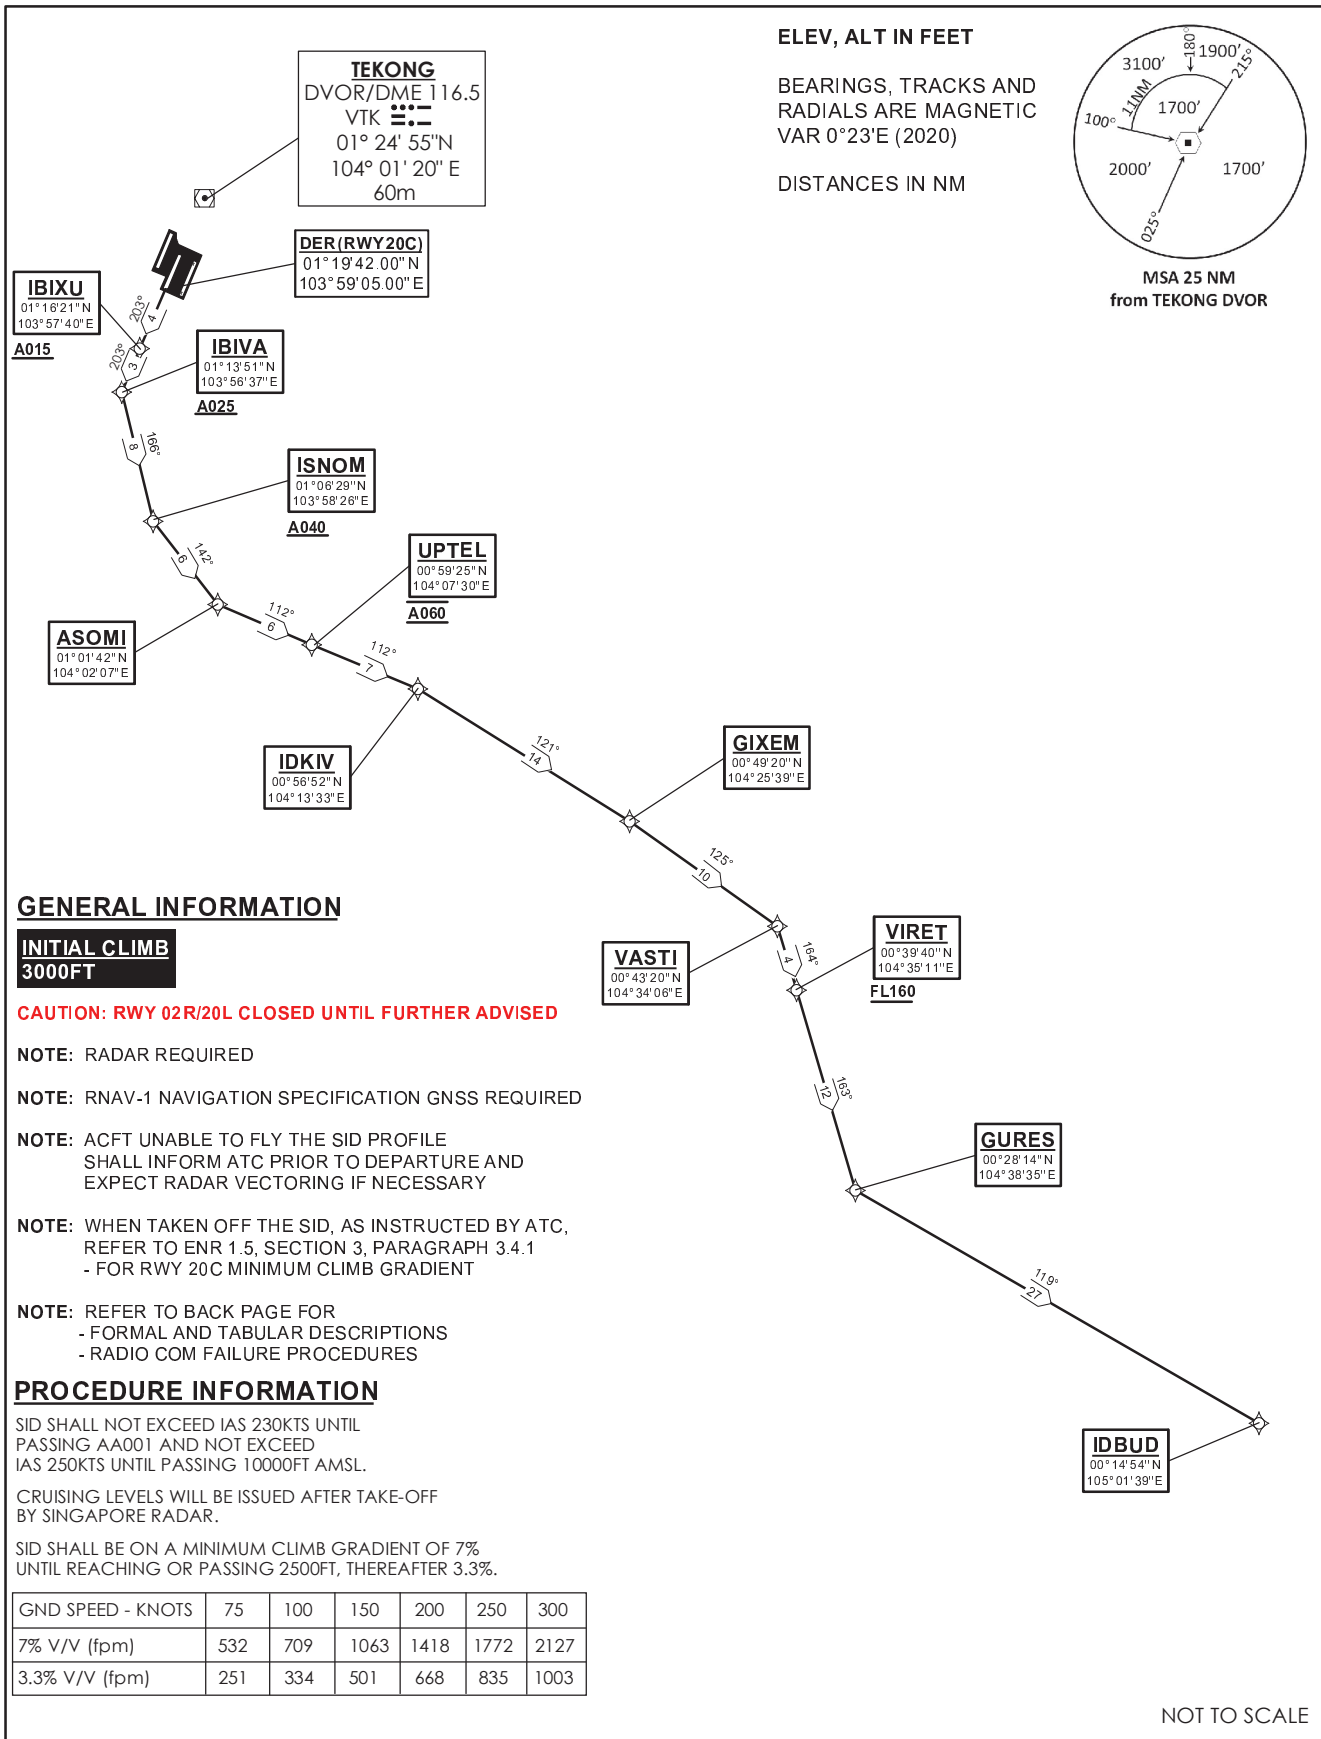 TEKONG
DVOR/DME 116.5
VTK
01° 24' 55"N
104° 01' 20" E
60m
ELEV, ALT IN FEET
BEARINGS, TRACKS AND
RADIALS ARE MAGNETIC
VAR 0°23'E (2020)
DISTANCES IN NM
3100'
180°
1900'
215°
11NM
1700'
100°
2000'
1700'
025°
MSA 25 NM
from TEKONG DVOR
DER(RWY20C)
01°19'42.00"N
103°59'05.00"E
IBIXU
01°16'21"N
103°57'40"E
A015
203°
4
203°
3
IBIVA
01°13'51"N
103°56'37"E
A025
166°
8
ISNOM
01°06'29"N
103°58'26"E
A040
142°
6
UPTEL
00°59'25"N
104°07'30"E
A060
112°
6
ASOMI
01°01'42"N
104°02'07"E
112°
7
IDKIV
00°56'52"N
104°13'33"E
121°
14
GIXEM
00°49'20"N
104°25'39"E
125°
10
VASTI
00°43'20"N
104°34'06"E
164°
4
VIRET
00°39'40"N
104°35'11"E
FL160
163°
12
GURES
00°28'14"N
104°38'35"E
119°
27
IDBUD
00°14'54"N
105°01'39"E
GENERAL INFORMATION
INITIAL CLIMB
3000FT
CAUTION: RWY 02R/20L CLOSED UNTIL FURTHER ADVISED
NOTE: RADAR REQUIRED
NOTE: RNAV-1 NAVIGATION SPECIFICATION GNSS REQUIRED
NOTE: ACFT UNABLE TO FLY THE SID PROFILE
SHALL INFORM ATC PRIOR TO DEPARTURE AND
EXPECT RADAR VECTORING IF NECESSARY
NOTE: WHEN TAKEN OFF THE SID, AS INSTRUCTED BY ATC,
REFER TO ENR 1.5, SECTION 3, PARAGRAPH 3.4.1
- FOR RWY 20C MINIMUM CLIMB GRADIENT
NOTE: REFER TO BACK PAGE FOR
- FORMAL AND TABULAR DESCRIPTIONS
- RADIO COM FAILURE PROCEDURES
PROCEDURE INFORMATION
SID SHALL NOT EXCEED IAS 230KTS UNTIL
PASSING AA001 AND NOT EXCEED
IAS 250KTS UNTIL PASSING 10000FT AMSL.
CRUISING LEVELS WILL BE ISSUED AFTER TAKE-OFF
BY SINGAPORE RADAR.
SID SHALL BE ON A MINIMUM CLIMB GRADIENT OF 7%
UNTIL REACHING OR PASSING 2500FT, THEREAFTER 3.3%.
GND SPEED - KNOTS 75 100 150 200 250 300
7% V/V (fpm) 532 709 1063 1418 1772 2127
3.3% V/V (fpm) 251 334 501 668 835 1003
NOT TO SCALE